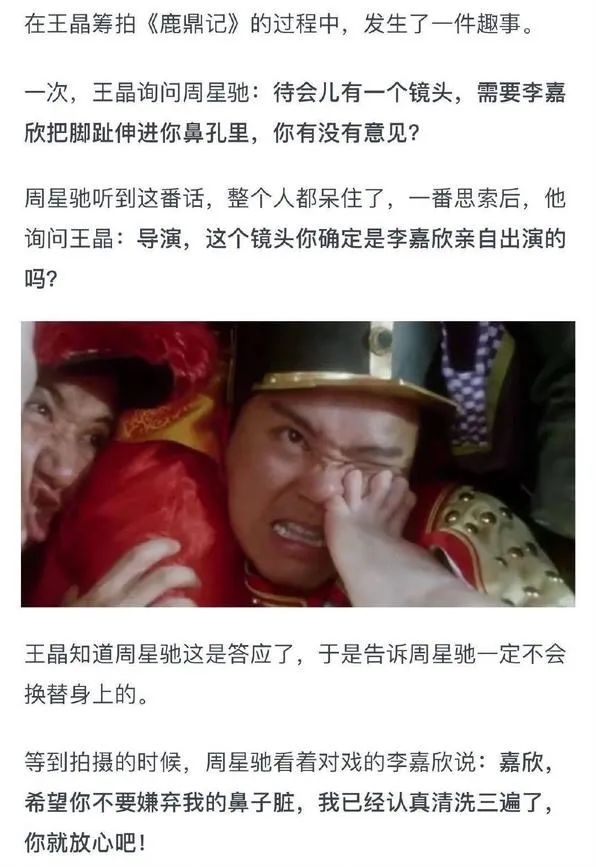 在王晶筹拍《鹿鼎记》的过程中，发生了一件趣事。
一次，王晶询问周星驰：待会儿有一个镜头，需要李嘉
欣把脚趾伸进你鼻孔里，你有没有意见？
周星驰听到这番话，整个人都呆住了，一番思索后，他
询问王晶：导演，这个镜头你确定是李嘉欣亲自出演的
吗？
王晶知道周星驰这是答应了，于是告诉周星驰一定不会
换替身上的。
等到拍摄的时候，周星驰看着对戏的李嘉欣说：嘉欣，
希望你不要嫌弃我的鼻子脏，我已经认真清洗三遍了，
你就放心吧！